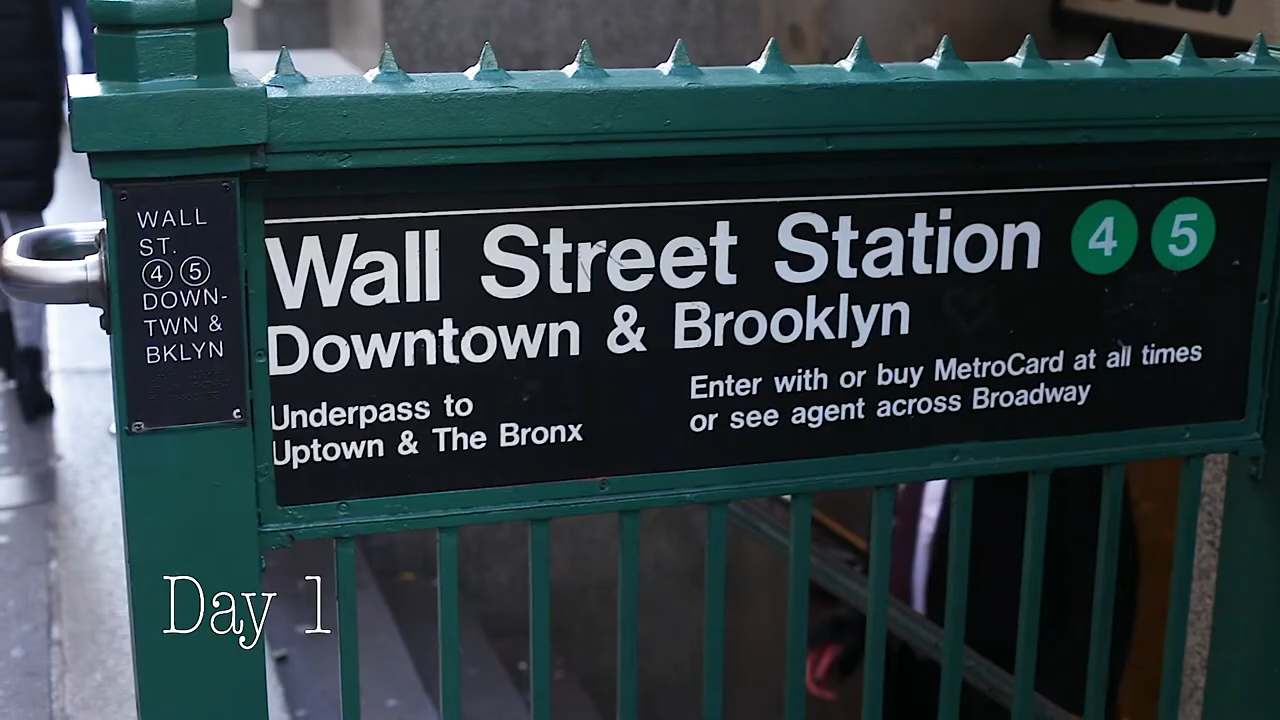 WALL
ST.
4 5
DOWN-
TWN &
BKLYN
Wall Street Station 4 5
Downtown & Brooklyn
Underpass to
Uptown & The Bronx
Enter with or buy MetroCard at all times
or see agent across Broadway
Day 1